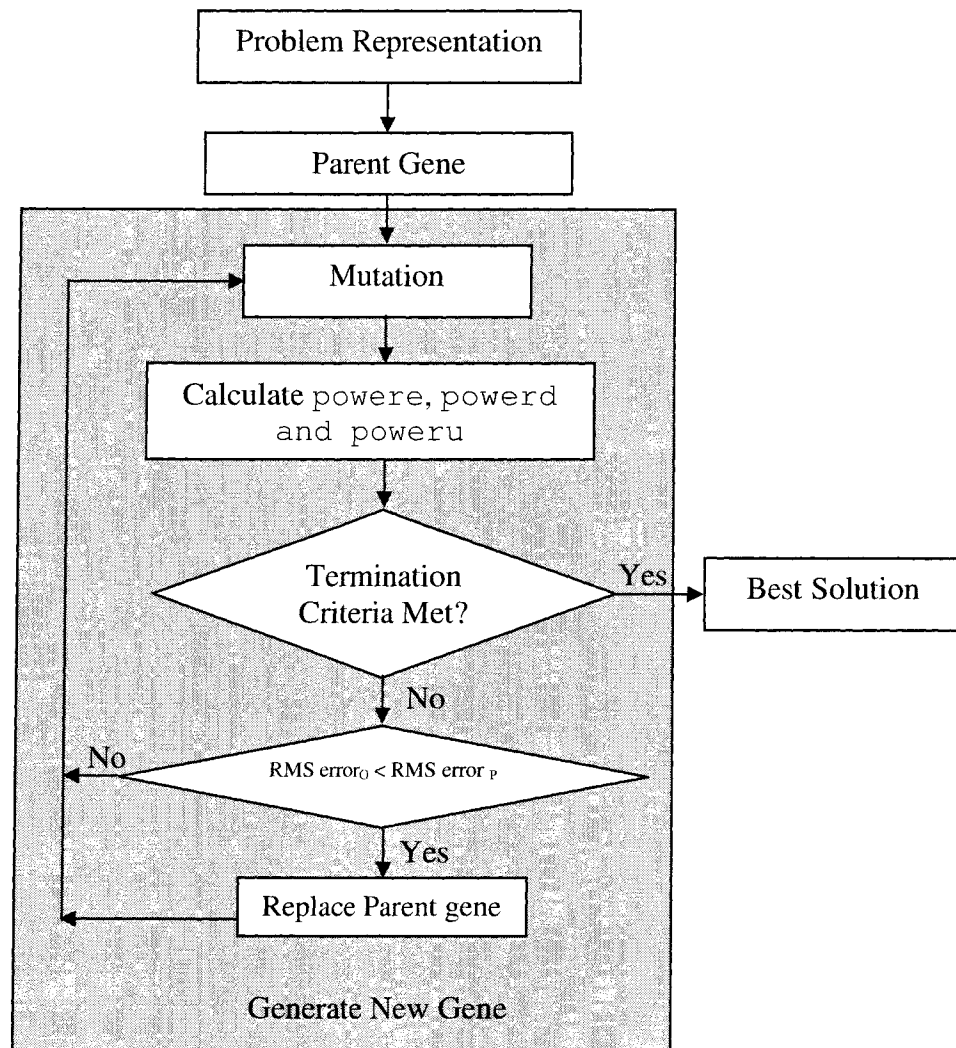 Problem Representation
Parent Gene
Mutation
Calculate powere, powerd
and poweru
Termination
Criteria Met?
Yes
Best Solution
No
RMS errorO < RMS error P
No
Yes
Replace Parent gene
Generate New Gene